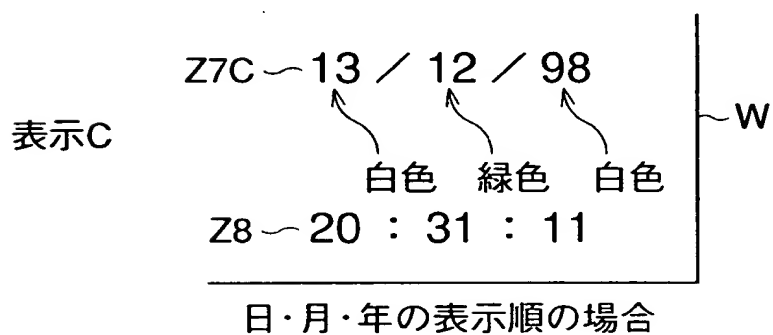 Z7C 13 / 12 / 98
W
表示C
白色 緑色 白色
Z8 20 : 31 : 11
日・月・年の表示順の場合